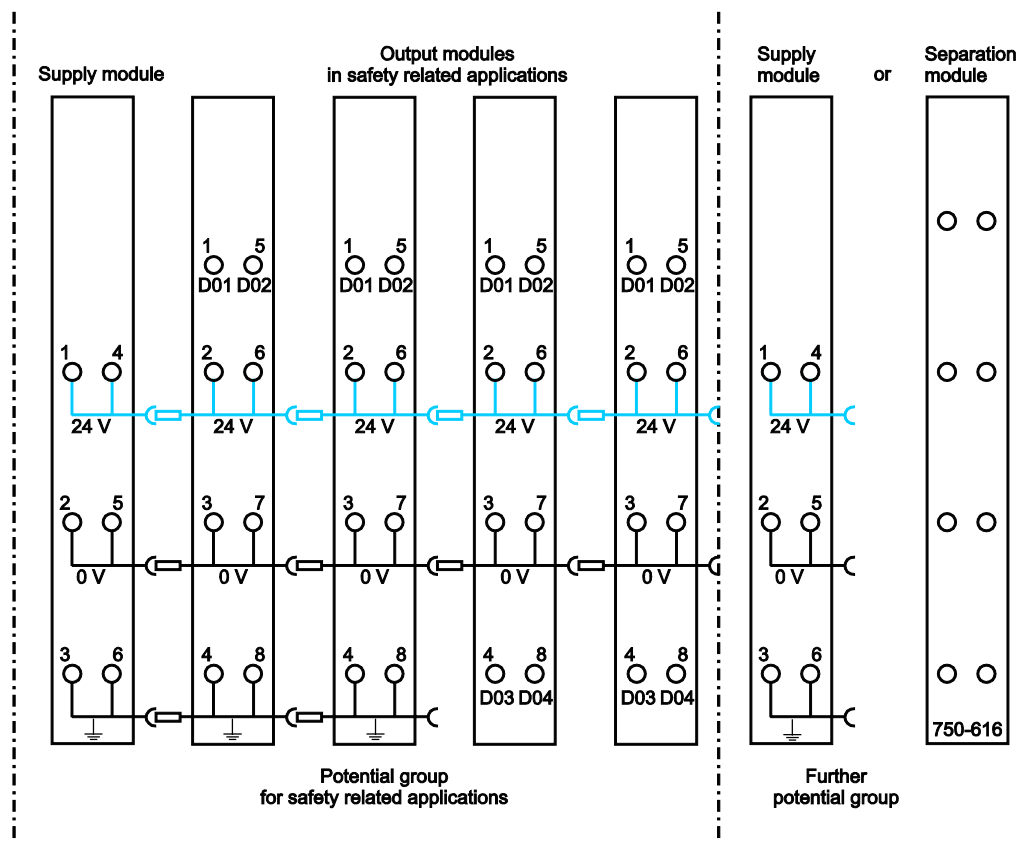 Supply module
Output modules
in safety related applications
Supply
module
or
Separation
module
1 5 1 5 1 5 1 5
D01 D02 D01 D02 D01 D02 D01 D02
1 4 2 6 2 6 2 6 2 6 1 4
24 V 24 V 24 V 24 V 24 V 24 V
2 5 3 7 3 7 3 7 3 7 2 5
0 V 0 V 0 V 0 V 0 V 0 V
3 6 4 8 4 8 4 8 4 8 3 6
D03 D04 D03 D04
750-616
Potential group
for safety related applications
Further
potential group